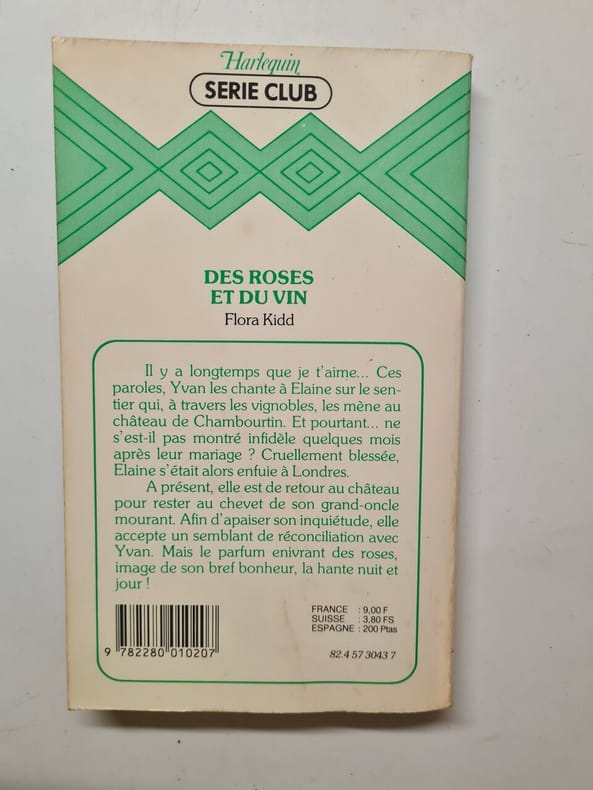 Harlequin
SERIE CLUB
DES ROSES
ET DU VIN
Flora Kidd
Il y a longtemps que je t'aime... Ces
paroles, Yvan les chante à Elaine sur le sen-
tier qui, à travers les vignobles, les mène au
château de Chambourtin. Et pourtant... ne
s'est-il pas montré infidèle quelques mois
après leur mariage ? Cruellement blessée,
Elaine s'était alors enfuie à Londres.
A présent, elle est de retour au château
pour rester au chevet de son grand-oncle
mourant. Afin d'apaiser son inquiétude, elle
accepte un semblant de réconciliation avec
Yvan. Mais le parfum enivrant des roses,
image de son bref bonheur, la hante nuit et
jour !
FRANCE : 9,00 F
SUISSE : 3,80 FS
ESPAGNE : 200 Ptas
9 782280 010207
82.4 57 3043 7